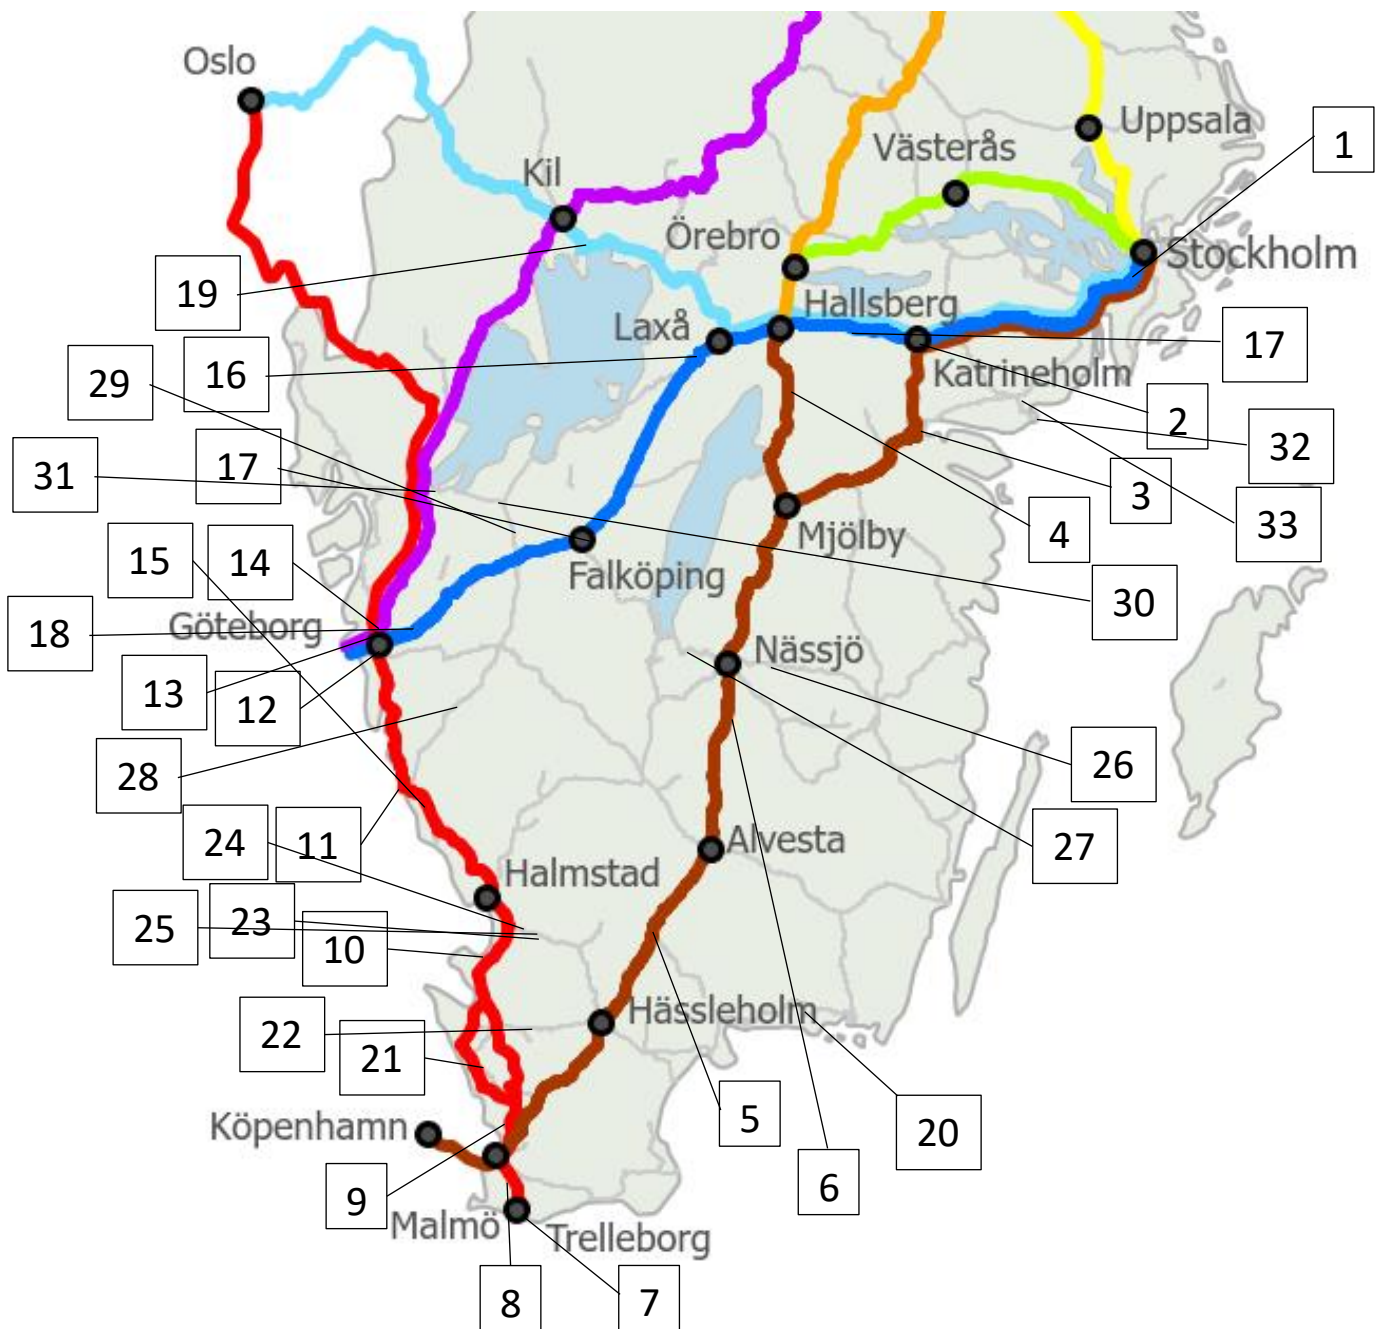 Oslo
Uppsala
1
Västerås
Kil
Örebro
Stockholm
19
Hallsberg
Laxå
17
16
29
Katrineholm
2
32
31
17
3
33
4
Mjölby
15
14
Falköping
30
18
Göteborg
Nässjö
13
12
26
28
24
11
Alvesta
27
Halmstad
25
23
10
Hässleholm
22
21
5
20
Köpenhamn
6
9
Malmö
Trelleborg
8
7